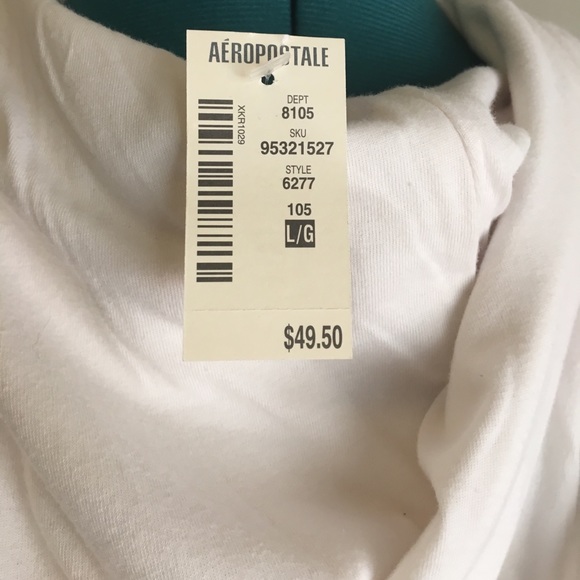 AÉROPOSTALE
XKR1029
DEPT
8105
SKU
95321527
STYLE
6277
105
L/G
$49.50